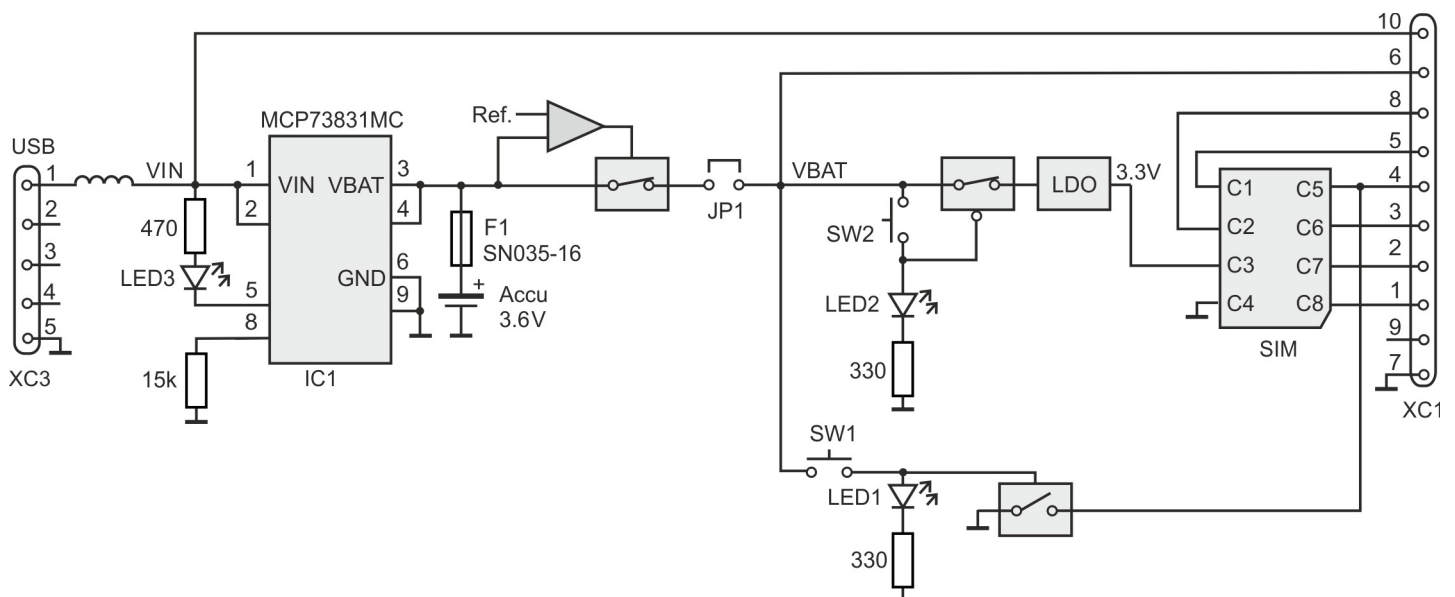 USB
1
2
3
4
5
XC3
VIN
470
LED3
15k
MCP73831MC
1
2
5
8
VIN
VBAT
GND
3
4
6
9
IC1
F1
SN035-16
+
Accu
3.6V
Ref.
JP1
VBAT
SW2
LED2
330
LDO
3.3V
SW1
LED1
330
C1
C2
C3
C4
C5
C6
C7
C8
SIM
10
6
8
5
4
3
2
1
9
7
XC1